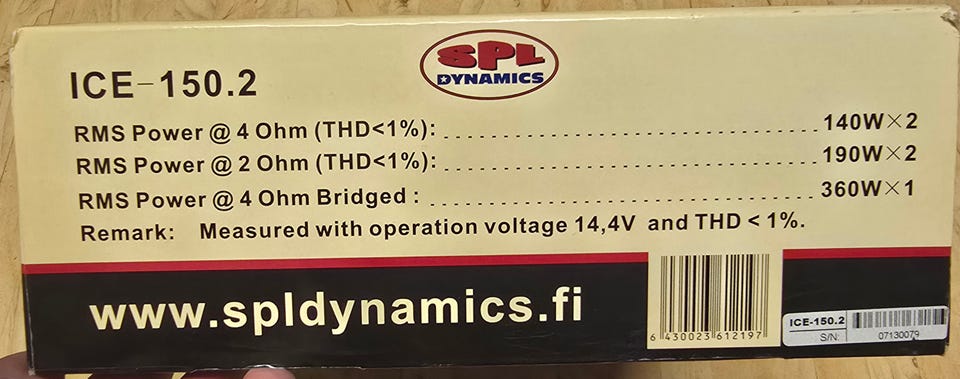 SPL
DYNAMICS
ICE-150.2
RMS Power @ 4 Ohm (THD<1%): 140W×2
RMS Power @ 2 Ohm (THD<1%): 190W×2
RMS Power @ 4 Ohm Bridged : 360W×1
Remark: Measured with operation voltage 14,4V and THD < 1%.
www.spldynamics.fi
6 430023 612197
ICE-150.2
S/N: 07130079